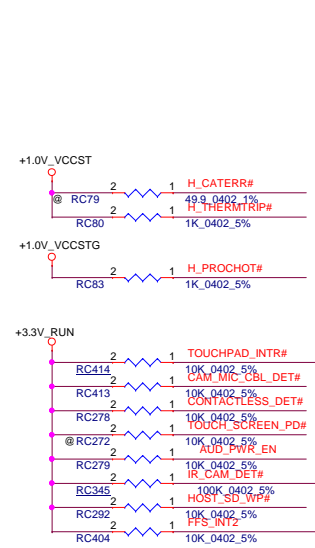 +1.0V_VCCST
2 1 H_CATERR#
@ RC79 49.9_0402_1%
2 1 H_THERMTRIP#
RC80 1K_0402_5%
+1.0V_VCCSTG
2 1 H_PROCHOT#
RC83 1K_0402_5%
+3.3V_RUN
2 1 TOUCHPAD_INTR#
RC414 10K_0402_5%
2 1 CAM_MIC_CBL_DET#
RC413 10K_0402_5%
2 1 CONTACTLESS_DET#
RC278 10K_0402_5%
2 1 TOUCH_SCREEN_PD#
@ RC272 10K_0402_5%
2 1 AUD_PWR_EN
RC279 10K_0402_5%
2 1 IR_CAM_DET#
RC345 100K_0402_5%
2 1 HOST_SD_WP#
RC292 10K_0402_5%
2 1 FFS_INT2
RC404 10K_0402_5%